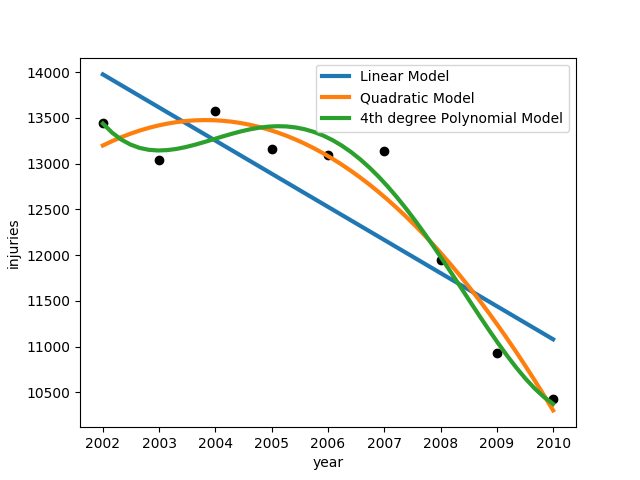 14000
13500
13000
12500
12000
11500
11000
10500
injuries
Linear Model
Quadratic Model
4th degree Polynomial Model
2002 2003 2004 2005 2006 2007 2008 2009 2010
year